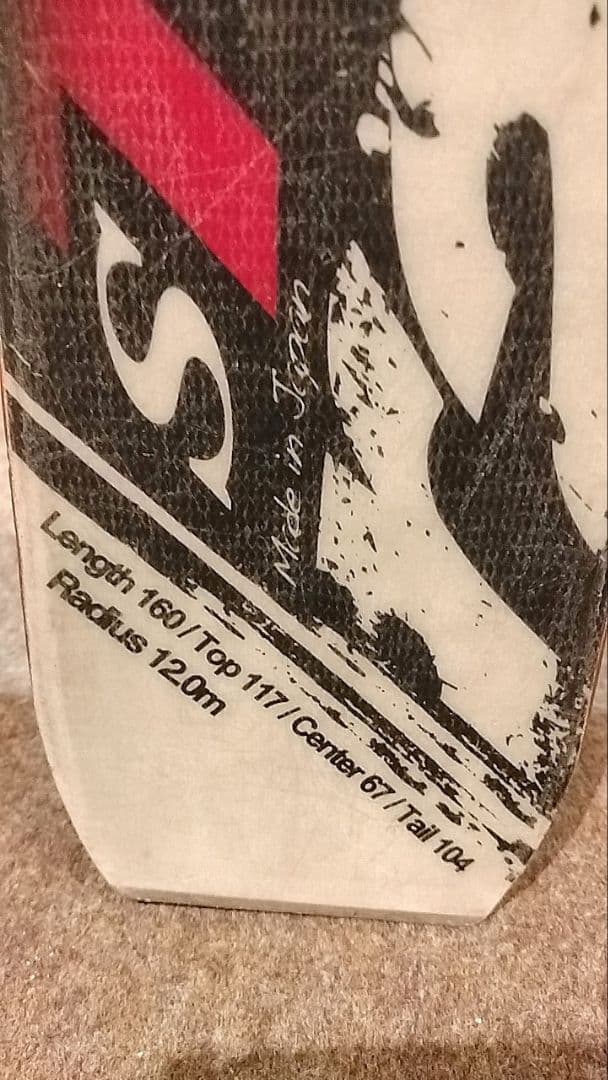 S
Made in Japan
Length 160 / Top 117 / Center 67 / Tail 104
Radius 12.0m